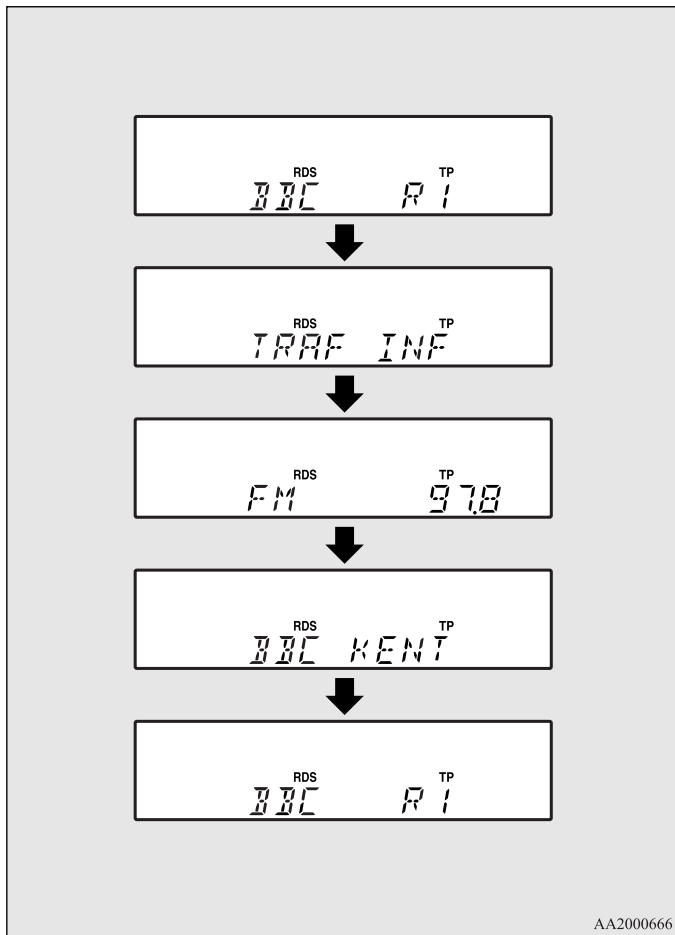 RDS TP
BBC R1
RDS TP
TRAF INF
RDS TP
FM 97.8
RDS TP
BBC KENT
RDS TP
BBC R1
AA2000666